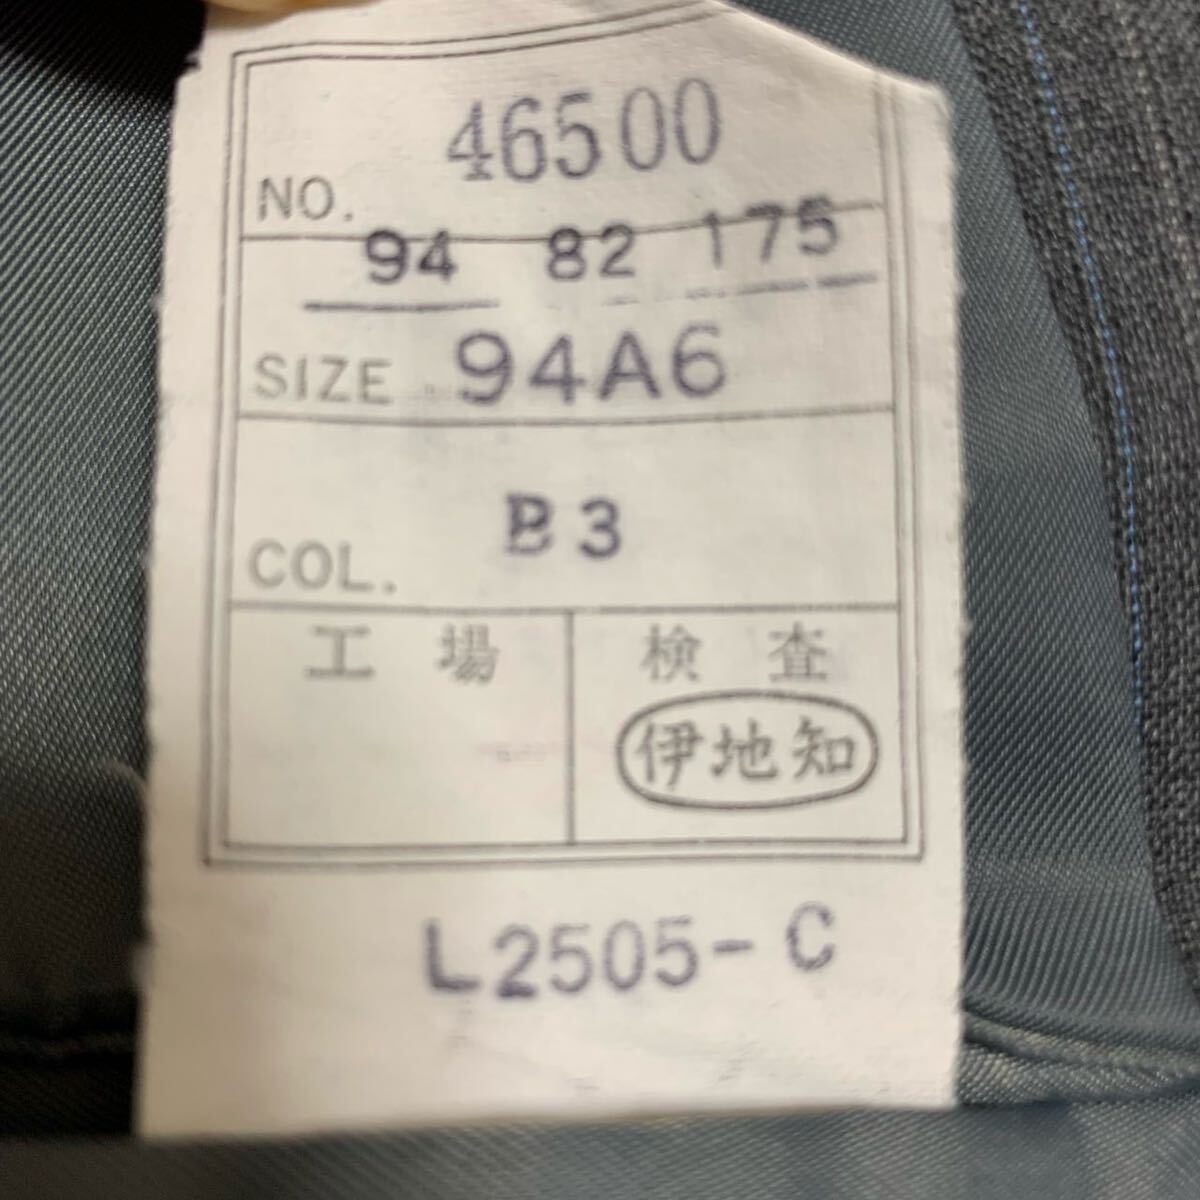 NO. 46500
94 82 175
SIZE 94A6
COL. B3
工場 検査
伊地知
L2505-C